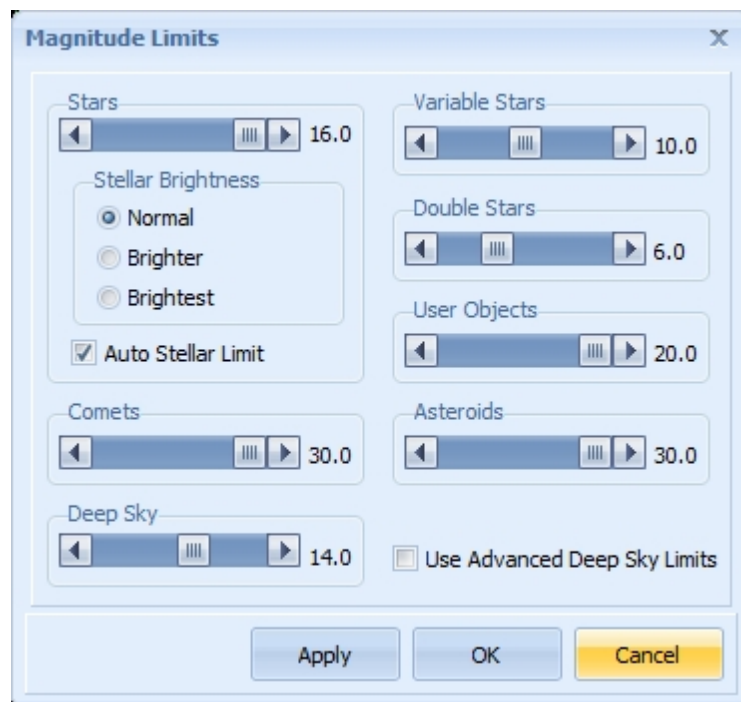 Magnitude Limits
Stars
16.0
Stellar Brightness
Normal
Brighter
Brightest
Auto Stellar Limit
Comets
30.0
Deep Sky
14.0
Variable Stars
10.0
Double Stars
6.0
User Objects
20.0
Asteroids
30.0
Use Advanced Deep Sky Limits
Apply
OK
Cancel